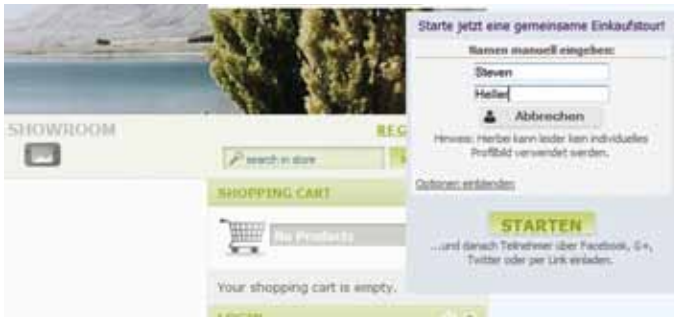 Starte jetzt eine gemeinsame Einkaufstour!
Namen manuell eingeben:
Steven
Heller
Abbrechen
Hinweis: Hierbei kann leider kein individuelles
Profilbild verwendet werden.
Optionen einblenden
STARTEN
...und danach Teilnehmer über Facebook, G+,
Twitter oder per Link einladen.
SHOWROOM
REG
search in store
SHOPPING CART
No Products
Your shopping cart is empty.
LOGIN